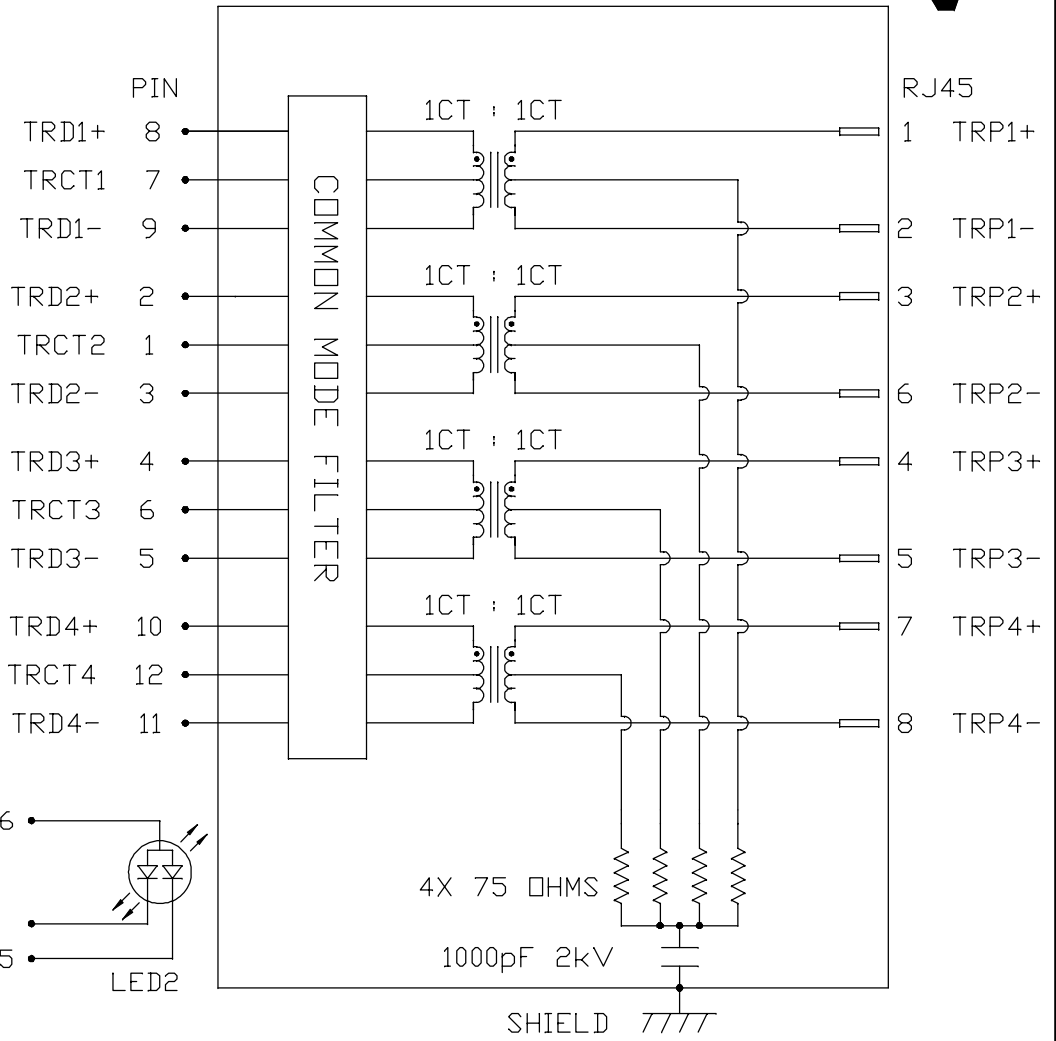 PIN RJ45
1CT : 1CT
TRD1+ 8 1 TRP1+
TRCT1 7
TRD1- 9 2 TRP1-
1CT : 1CT
TRD2+ 2 3 TRP2+
TRCT2 1
TRD2- 3 6 TRP2-
1CT : 1CT
TRD3+ 4 4 TRP3+
TRCT3 6
TRD3- 5 5 TRP3-
1CT : 1CT
TRD4+ 10 7 TRP4+
TRCT4 12
TRD4- 11 8 TRP4-
COMMON MODE FILTER
6
4X 75 OHMS
5
1000pF 2kV
LED2
SHIELD